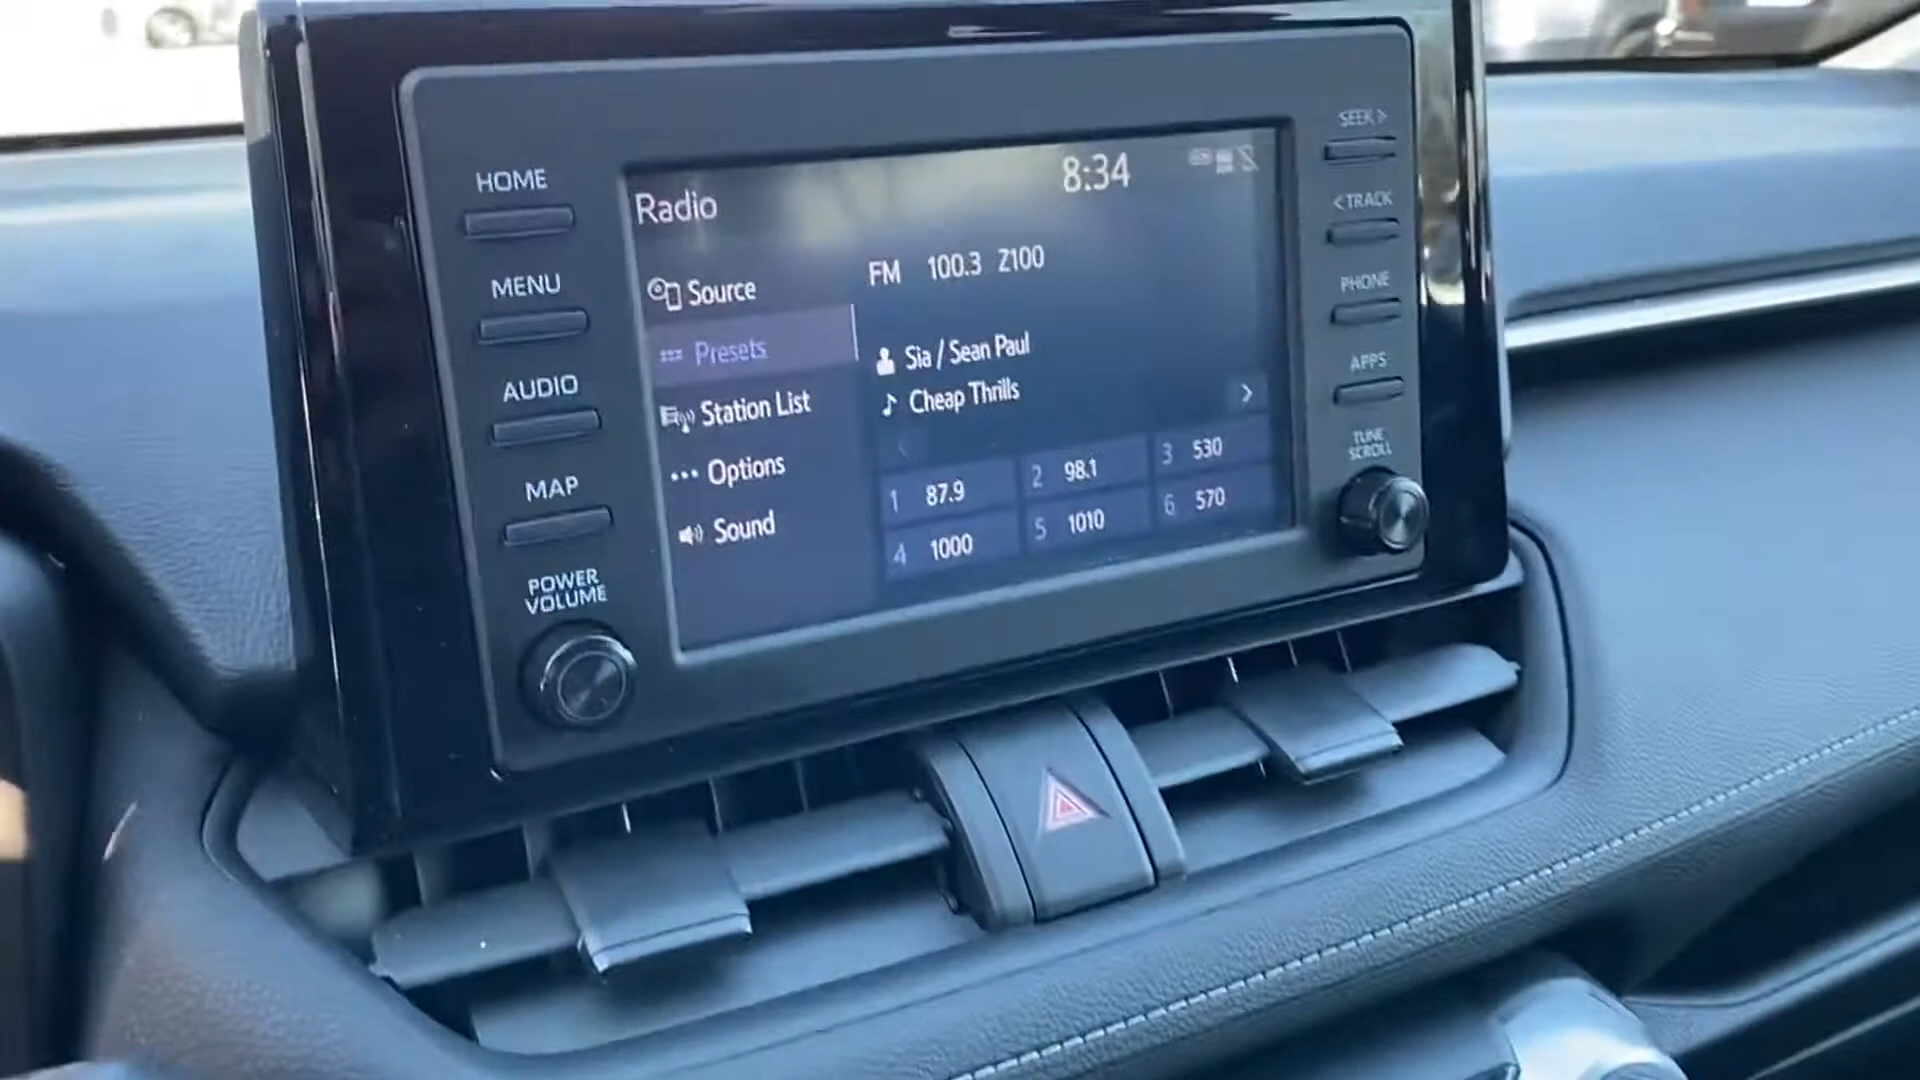 HOME
MENU
AUDIO
MAP
POWER
VOLUME
Radio
8:34
Source
Presets
Station List
Options
Sound
FM 100.3 Z100
Sia / Sean Paul
Cheap Thrills
1 87.9
2 98.1
3 530
4 1000
5 1010
6 570
SEEK >
< TRACK
PHONE
APPS
TUNE
SCROLL